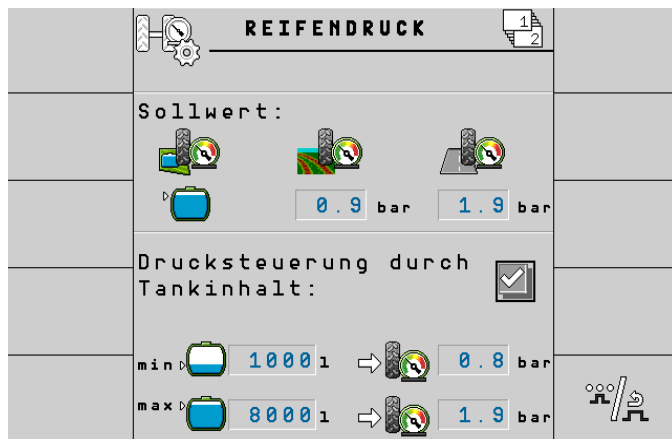 REIFENDRUCK
1
2
Sollwert:
0.9 bar 1.9 bar
Drucksteuerung durch
Tankinhalt:
min 1000 l 0.8 bar
max 8000 l 1.9 bar